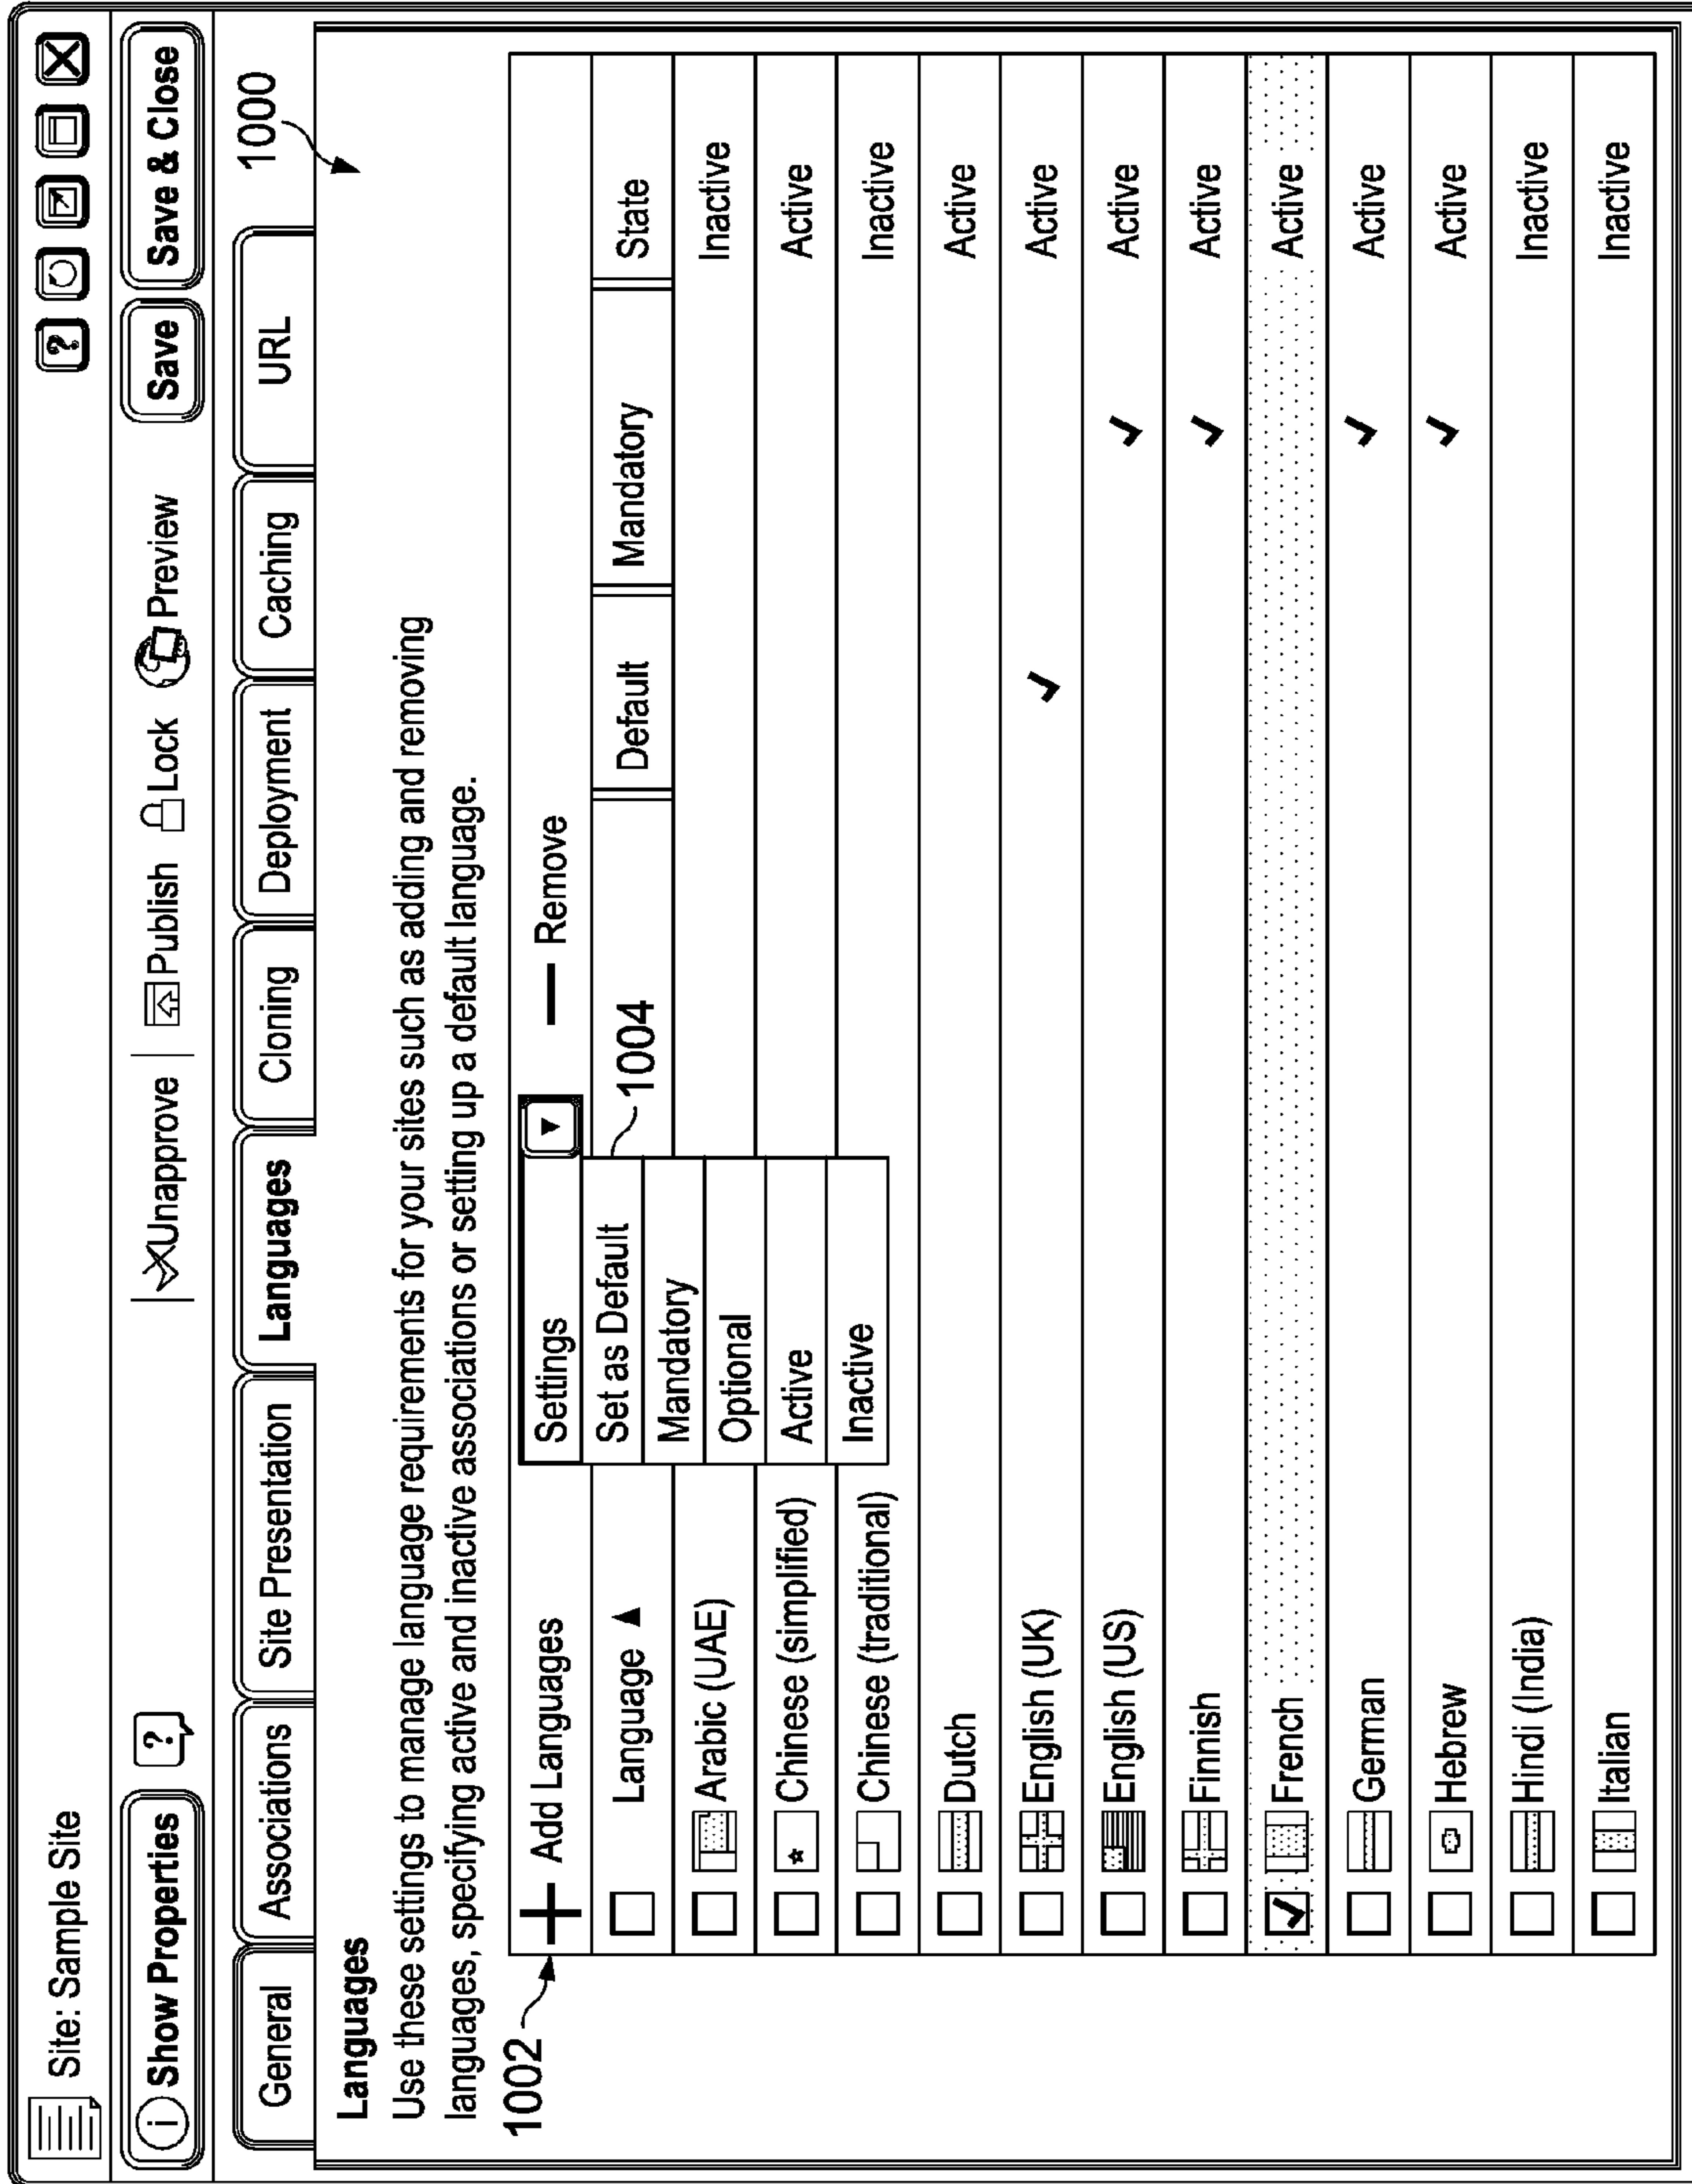 Site: Sample Site
Show Properties ? Unapprove Publish Lock Preview Save Save & Close
General Associations Site Presentation Languages Cloning Deployment Caching URL
1000
Languages
Use these settings to manage language requirements for your sites such as adding and removing
languages, specifying active and inactive associations or setting up a default language.
1002
Add Languages Settings Remove
Set as Default
Mandatory
Optional
Active
Inactive
1004
Language Default Mandatory State
Arabic (UAE) Inactive
Chinese (simplified) Active
Chinese (traditional) Inactive
Dutch Active
English (UK) Active
English (US) Active
Finnish Active
French Active
German Active
Hebrew Active
Hindi (India) Inactive
Italian Inactive